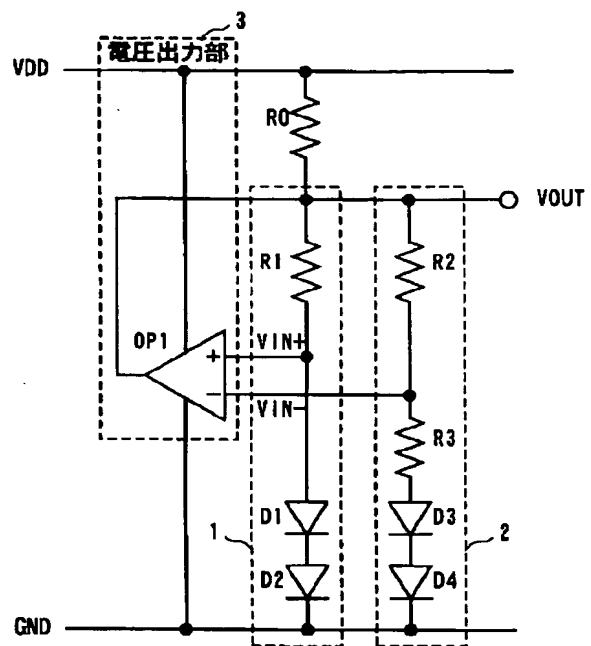 3
電圧出力部
VDD
R0
VOUT
R1
R2
OP1
VIN+
+
−
VIN-
R3
D1
D3
1
2
D2
D4
GND